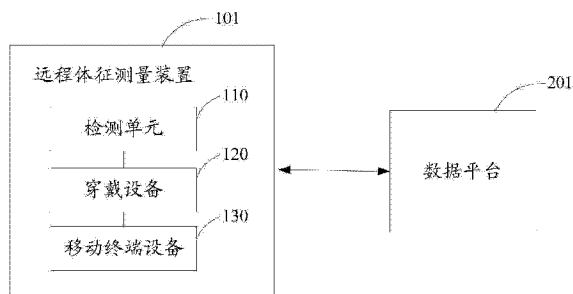 101
远程体征测量装置
110
检测单元
120
穿戴设备
130
移动终端设备
201
数据平台